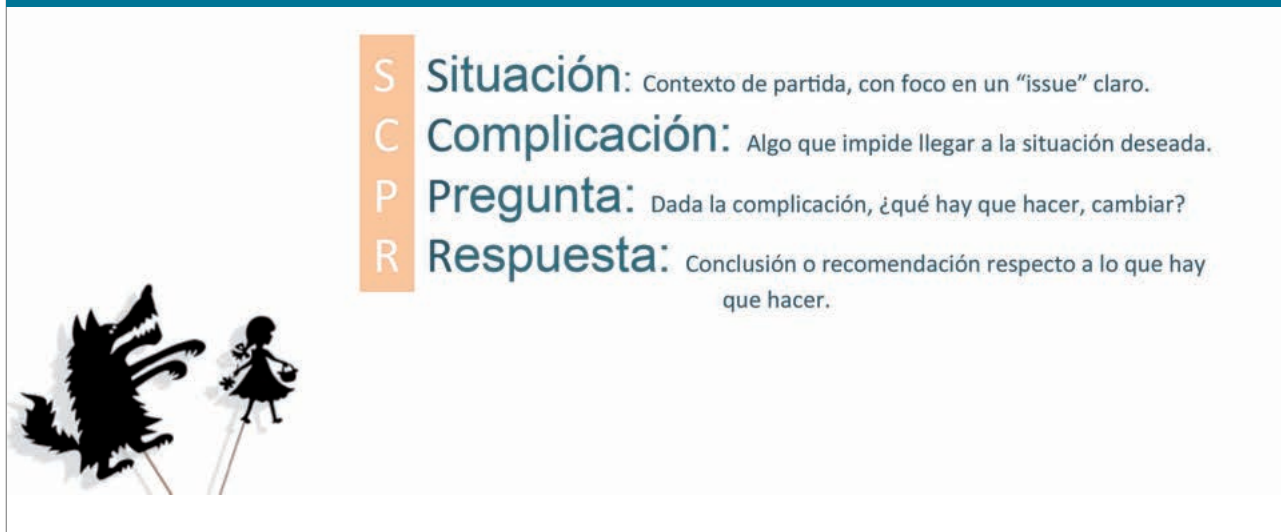 S Situación: Contexto de partida, con foco en un “issue” claro.
C Complicación: Algo que impide llegar a la situación deseada.
P Pregunta: Dada la complicación, ¿qué hay que hacer, cambiar?
R Respuesta: Conclusión o recomendación respecto a lo que hay
que hacer.